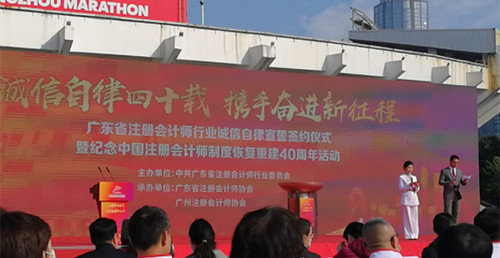 MARATHON
诚信自律四十载 携手奋进新征程
广东省注册会计师行业诚信自律宣誓签约仪式
暨纪念中国注册会计师制度恢复重建40周年活动
主办单位：中共广东省注册会计师行业委员会
承办单位：广东省注册会计师协会
广州注册会计师协会